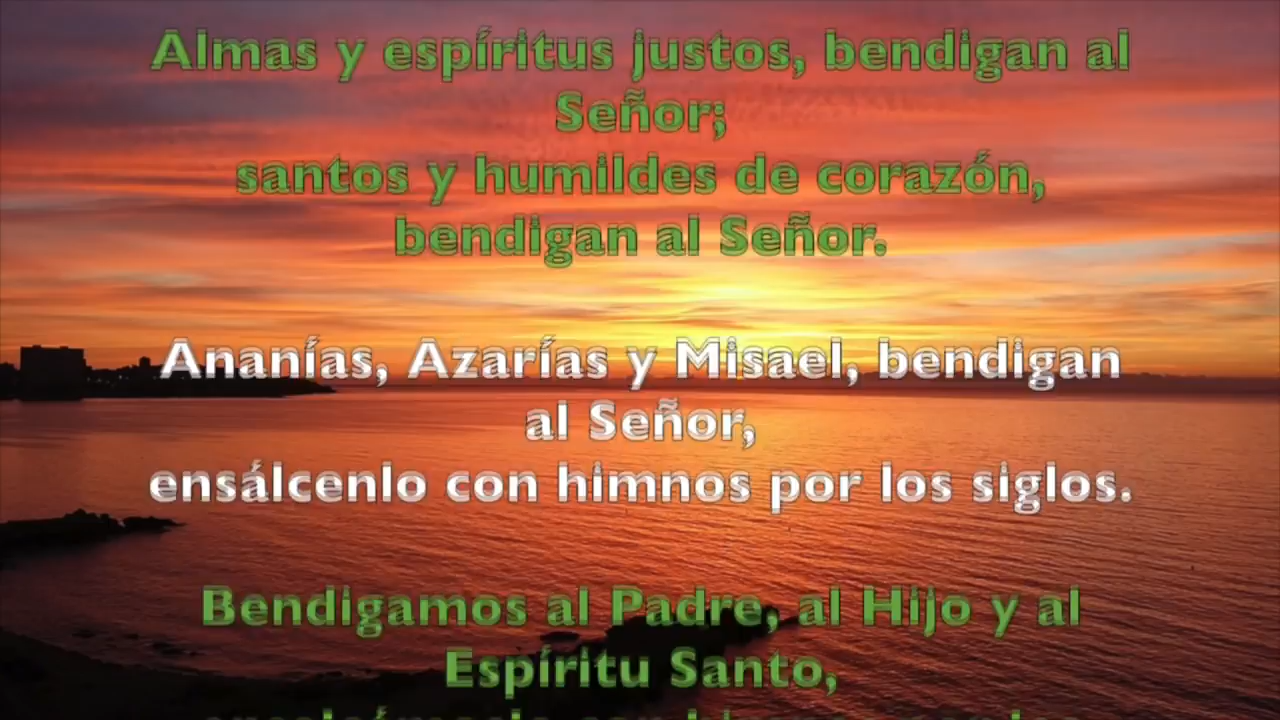 Almas y espíritus justos, bendigan al
Señor;
santos y humildes de corazón,
bendigan al Señor.
Ananías, Azarías y Misael, bendigan
al Señor,
ensálcenlo con himnos por los siglos.
Bendigamos al Padre, al Hijo y al
Espíritu Santo,